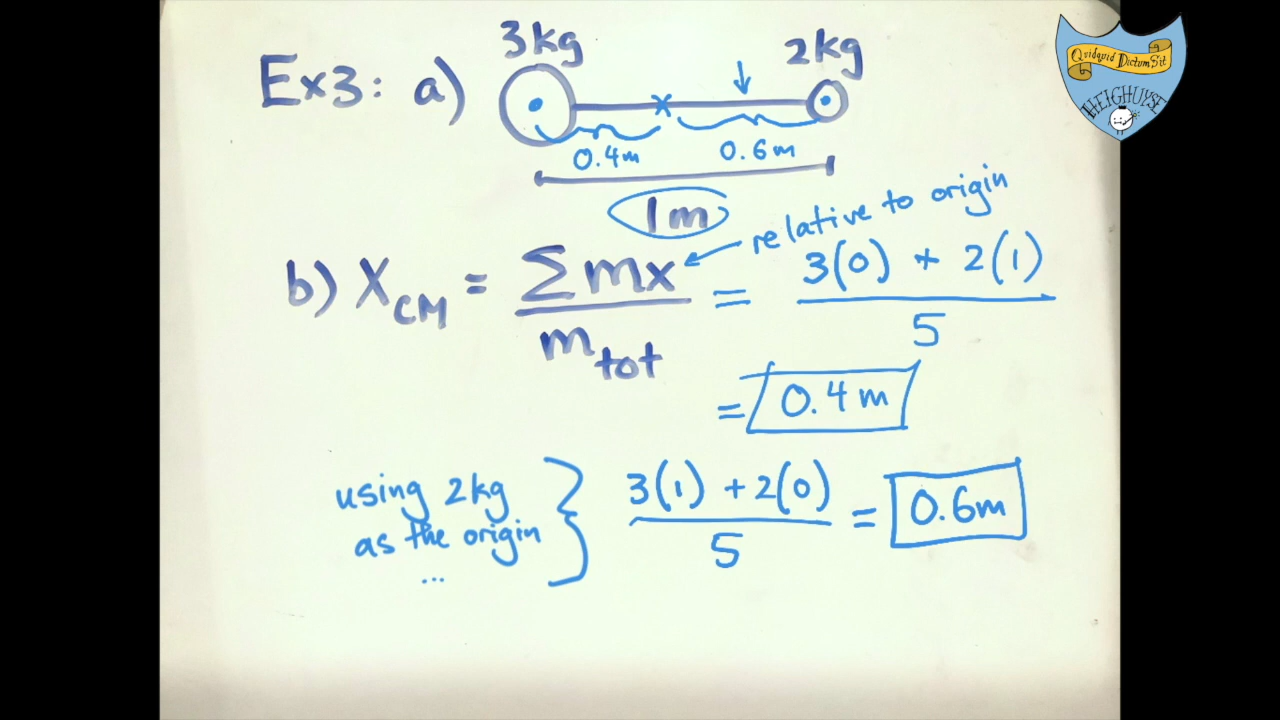 Quidquid Dictum Sit
HEIGHUYSE
3kg 2kg
Ex3: a) x
0.4m 0.6m
1m
relative to origin
b) X_CM = Σmx / m_tot = 3(0) + 2(1) / 5
= 0.4m
using 2kg
as the origin
...
3(1) + 2(0) / 5 = 0.6m